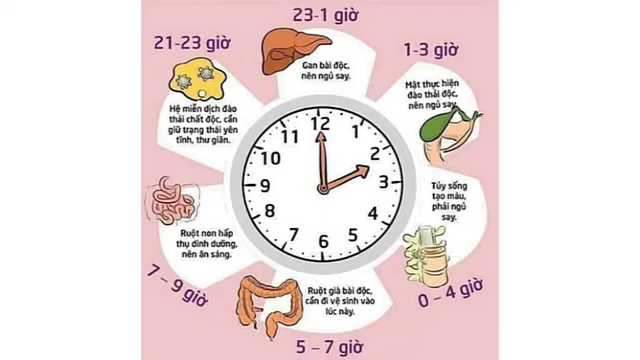 23-1 giờ
Gan bài độc,
nên ngủ say.
1-3 giờ
Mật thực hiện
đào thải độc,
nên ngủ say.
Tủy sống
tạo máu,
phải ngủ
say.
0 - 4 giờ
Ruột già bài độc,
cần đi vệ sinh vào
lúc này.
5 - 7 giờ
Ruột non hấp
thụ dinh dưỡng,
nên ăn sáng.
7 - 9 giờ
21-23 giờ
Hệ miễn dịch đào
thải chất độc, cần
giữ trạng thái yên
tĩnh, thư giãn.
12
1
2
3
4
5
6
7
8
9
10
11